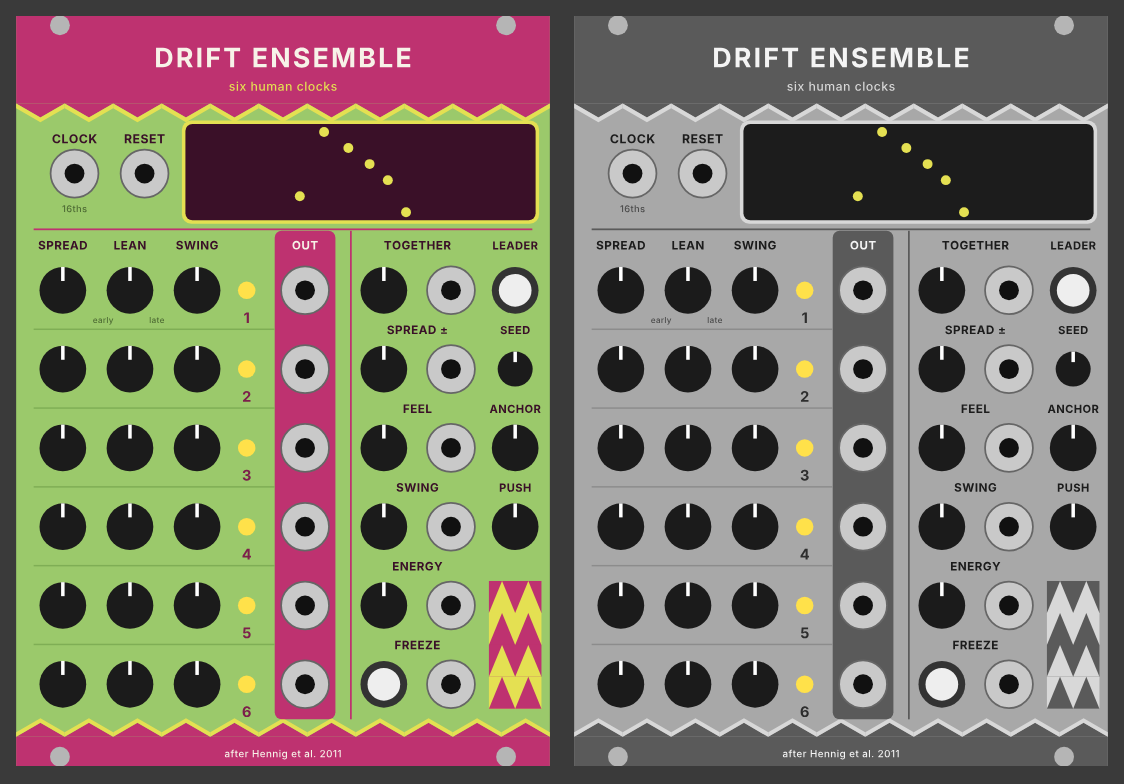 DRIFT ENSEMBLE
six human clocks
CLOCK RESET
16ths
SPREAD LEAN SWING OUT TOGETHER LEADER
early late 1
SPREAD ± SEED
2
FEEL ANCHOR
3
SWING PUSH
4
ENERGY
5
FREEZE
6
after Hennig et al. 2011
DRIFT ENSEMBLE
six human clocks
CLOCK RESET
16ths
SPREAD LEAN SWING OUT TOGETHER LEADER
early late 1
SPREAD ± SEED
2
FEEL ANCHOR
3
SWING PUSH
4
ENERGY
5
FREEZE
6
after Hennig et al. 2011